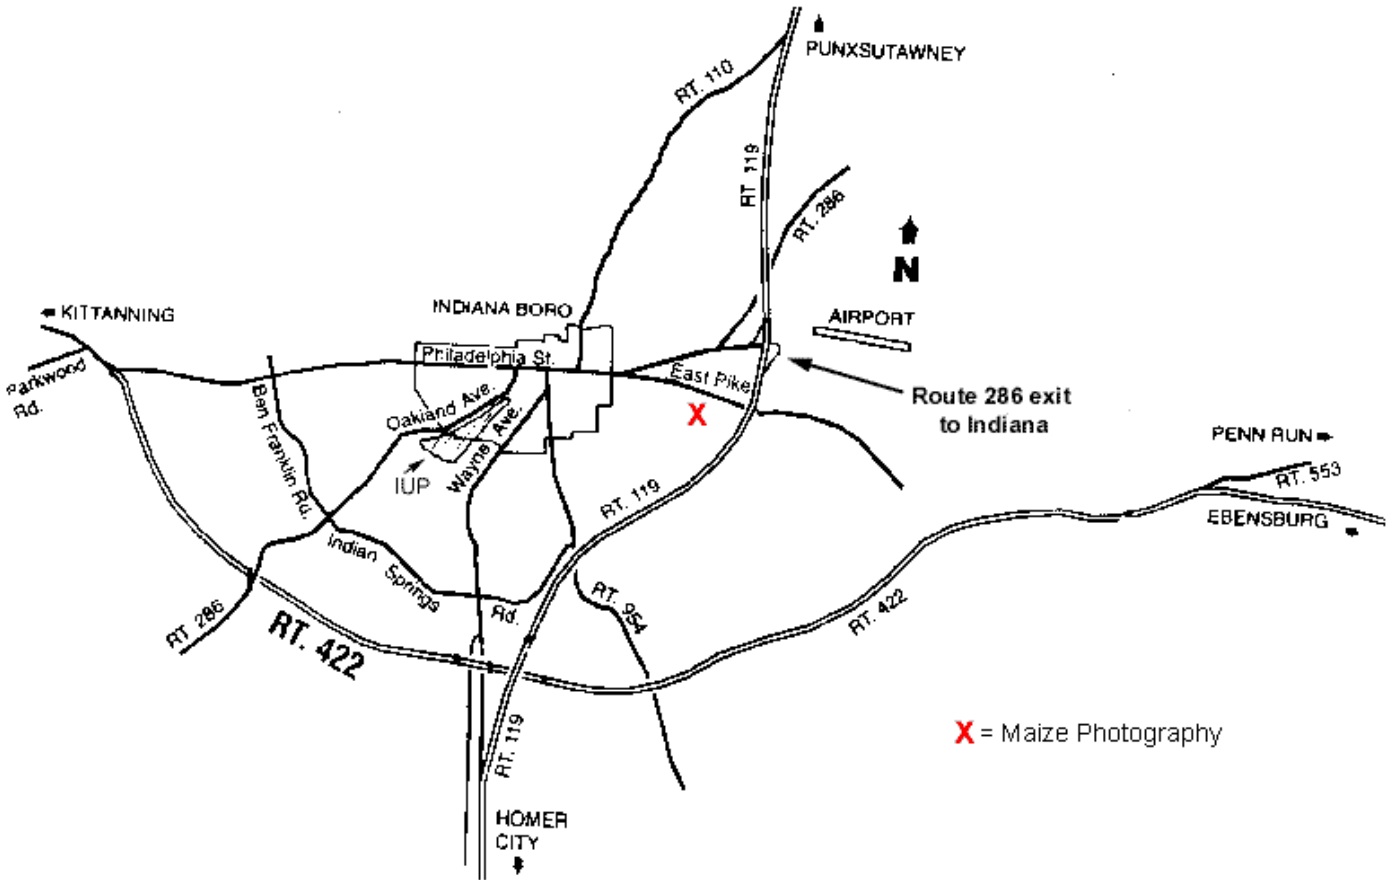 PUNXSUTAWNEY
RT. 110
RT. 119
RT. 286
N
KITTANNING
INDIANA BORO
AIRPORT
Philadelphia St.
Parkwood
Rd.
East Pike
Route 286 exit
to Indiana
Ben Franklin Rd.
Oakland Ave.
Wayne Ave.
X
IUP
PENN RUN
RT. 553
RT. 119
EBENSBURG
Indian Springs Rd.
RT. 286
RT. 422
RT. 954
RT. 422
RT. 119
X = Maize Photography
HOMER
CITY